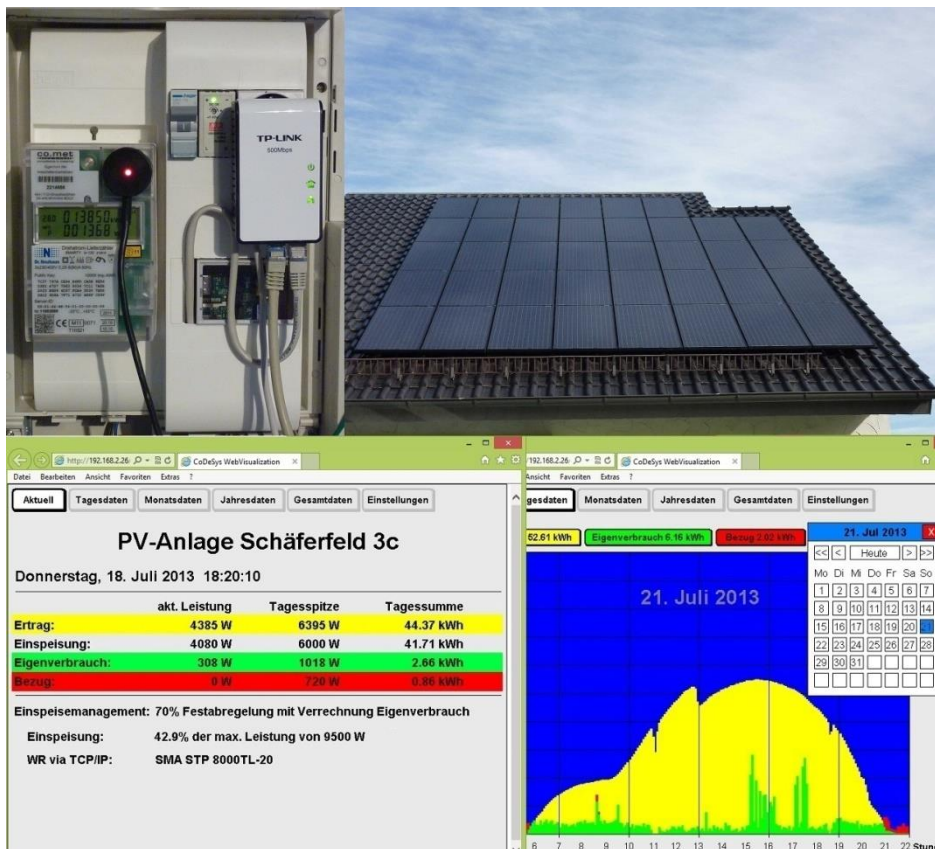 co.met
TP-LINK
500Mbps
http://192.168.2.26
CoDeSys WebVisualization
Datei Bearbeiten Ansicht Favoriten Extras ?
Aktuell Tagesdaten Monatsdaten Jahresdaten Gesamtdaten Einstellungen
PV-Anlage Schäferfeld 3c
Donnerstag, 18. Juli 2013 18:20:10
akt. Leistung Tagesspitze Tagessumme
Ertrag: 4385 W 6395 W 44.37 kWh
Einspeisung: 4080 W 6000 W 41.71 kWh
Eigenverbrauch: 308 W 1018 W 2.66 kWh
Bezug: 0 W 720 W 0.86 kWh
Einspeisemanagement: 70% Festabregelung mit Verrechnung Eigenverbrauch
Einspeisung: 42.9% der max. Leistung von 9500 W
WR via TCP/IP: SMA STP 8000TL-20
192.168.2.26
CoDeSys WebVisualization
Ansicht Favoriten Extras ?
gesdaten Monatsdaten Jahresdaten Gesamtdaten Einstellungen
52.61 kWh Eigenverbrauch 6.16 kWh Bezug 2.02 kWh
21. Jul 2013 X
<< < Heute > >>
Mo Di Mi Do Fr Sa So
1 2 3 4 5 6 7
8 9 10 11 12 13 14
15 16 17 18 19 20 21
22 23 24 25 26 27 28
29 30 31
21. Juli 2013
6 7 8 9 10 11 12 13 14 15 16 17 18 19 20 21 22 Stun